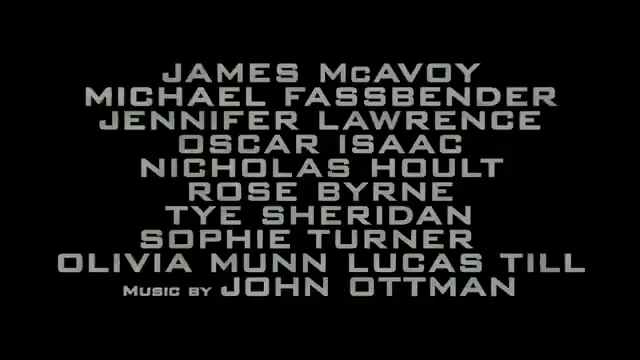 JAMES McAVOY
MICHAEL FASSBENDER
JENNIFER LAWRENCE
OSCAR ISAAC
NICHOLAS HOULT
ROSE BYRNE
TYE SHERIDAN
SOPHIE TURNER
OLIVIA MUNN LUCAS TILL
MUSIC BY JOHN OTTMAN